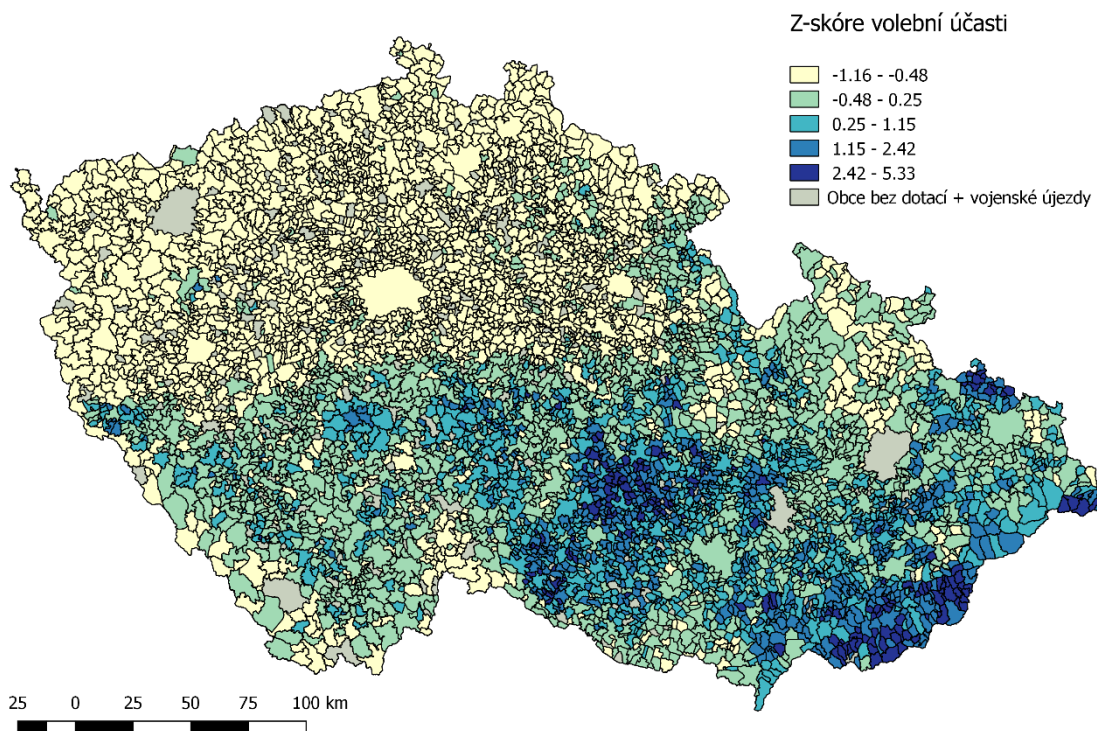 Z-skóre volební účasti
-1.16 - -0.48
-0.48 - 0.25
0.25 - 1.15
1.15 - 2.42
2.42 - 5.33
Obce bez dotací + vojenské újezdy
25 0 25 50 75 100 km